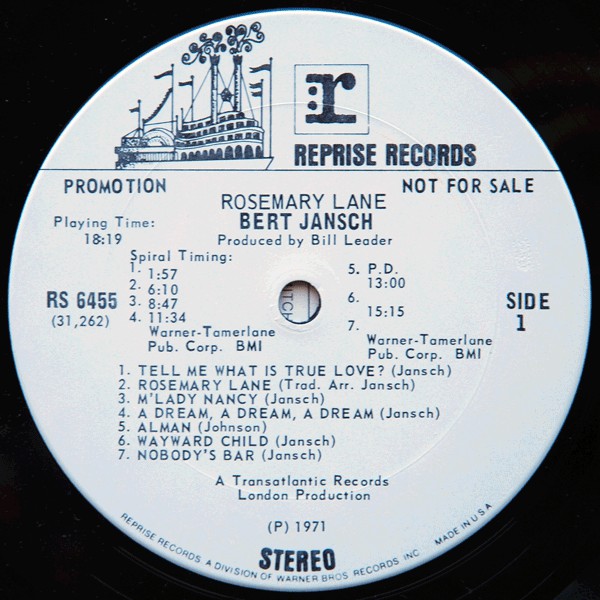 r
REPRISE RECORDS
PROMOTION
NOT FOR SALE
ROSEMARY LANE
BERT JANSCH
Produced by Bill Leader
Playing Time:
18:19
Spiral Timing:
1. 1:57
2. 6:10
3. 8:47
4. 11:34
Warner-Tamerlane
Pub. Corp. BMI
5. P.D.
13:00
6.
15:15
7.
Warner-Tamerlane
Pub. Corp. BMI
RS 6455
(31,262)
SIDE
1
1. TELL ME WHAT IS TRUE LOVE? (Jansch)
2. ROSEMARY LANE (Trad. Arr. Jansch)
3. M'LADY NANCY (Jansch)
4. A DREAM, A DREAM, A DREAM (Jansch)
5. ALMAN (Johnson)
6. WAYWARD CHILD (Jansch)
7. NOBODY'S BAR (Jansch)
A Transatlantic Records
London Production
(P) 1971
STEREO
REPRISE RECORDS A DIVISION OF WARNER BROS. RECORDS INC. MADE IN U.S.A.